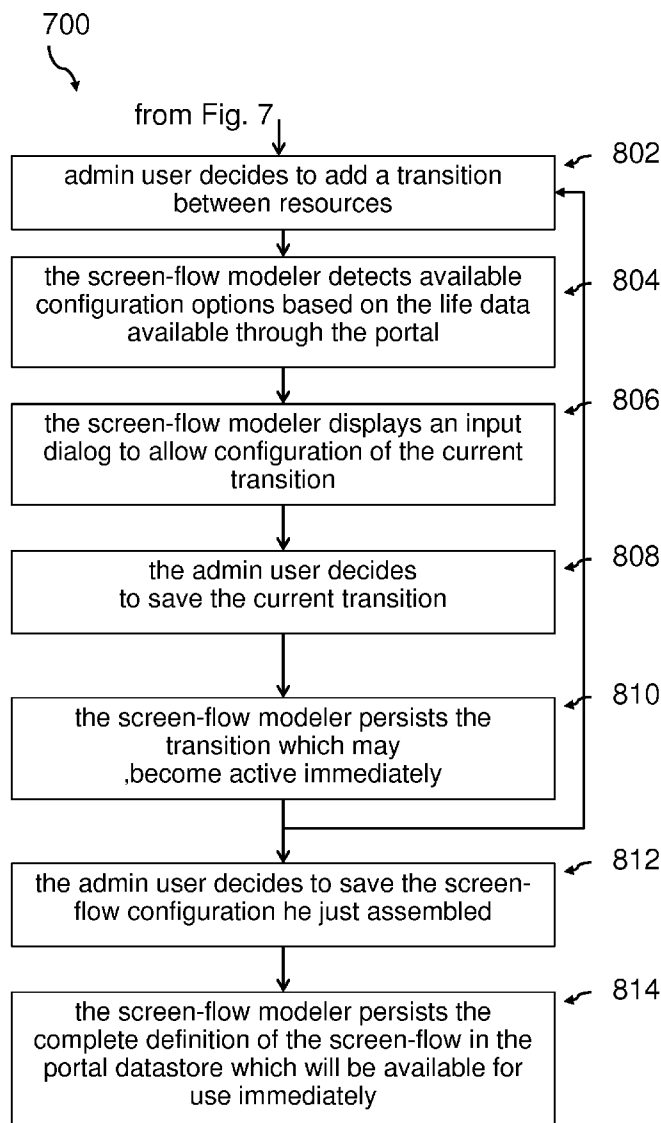 700
from Fig. 7
802
admin user decides to add a transition
between resources
804
the screen-flow modeler detects available
configuration options based on the life data
available through the portal
806
the screen-flow modeler displays an input
dialog to allow configuration of the current
transition
808
the admin user decides
to save the current transition
810
the screen-flow modeler persists the
transition which may
,become active immediately
812
the admin user decides to save the screen-
flow configuration he just assembled
814
the screen-flow modeler persists the
complete definition of the screen-flow in the
portal datastore which will be available for
use immediately